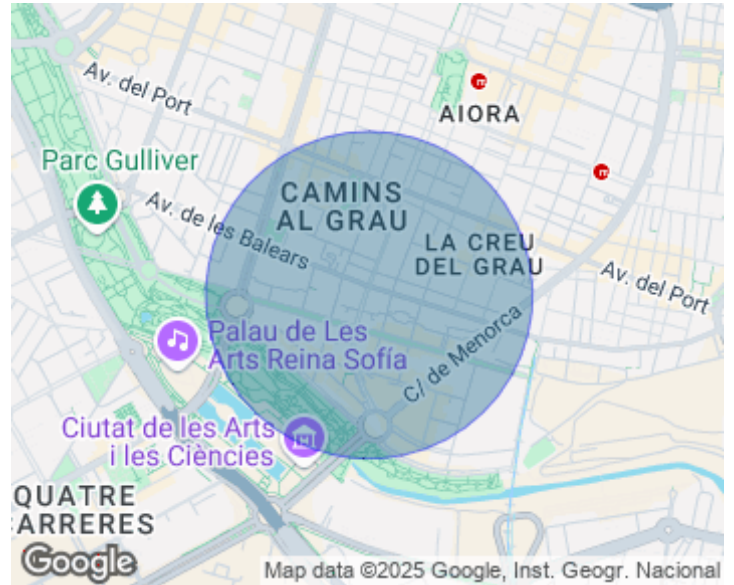 Av. del Port
AIORA
Parc Gulliver
CAMINS
AL GRAU
Av. de les Balears
LA CREU
DEL GRAU
Av. del Port
Palau de Les
Arts Reina Sofía
C/ de Menorca
Ciutat de les Arts
i les Ciències
QUATRE
CARRERES
Google
Map data ©2025 Google, Inst. Geogr. Nacional